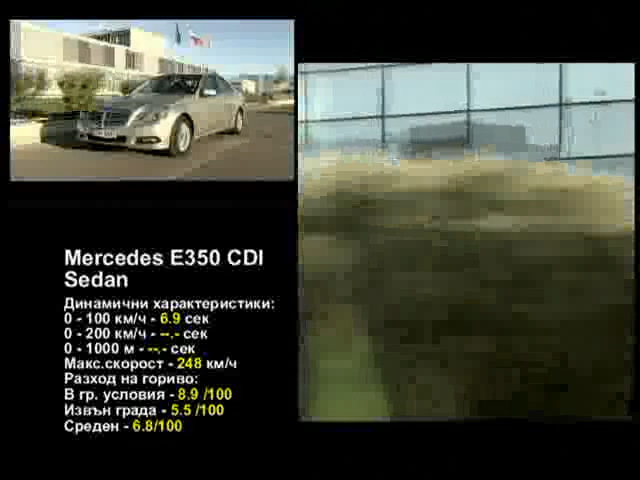 Mercedes E350 CDI
Sedan
Динамични характеристики:
0 - 100 км/ч - 6.9 сек
0 - 200 км/ч - --.- сек
0 - 1000 м - --.- сек
Макс.скорост - 248 км/ч
Разход на гориво:
В гр. условия - 8.9 /100
Извън града - 5.5 /100
Среден - 6.8/100